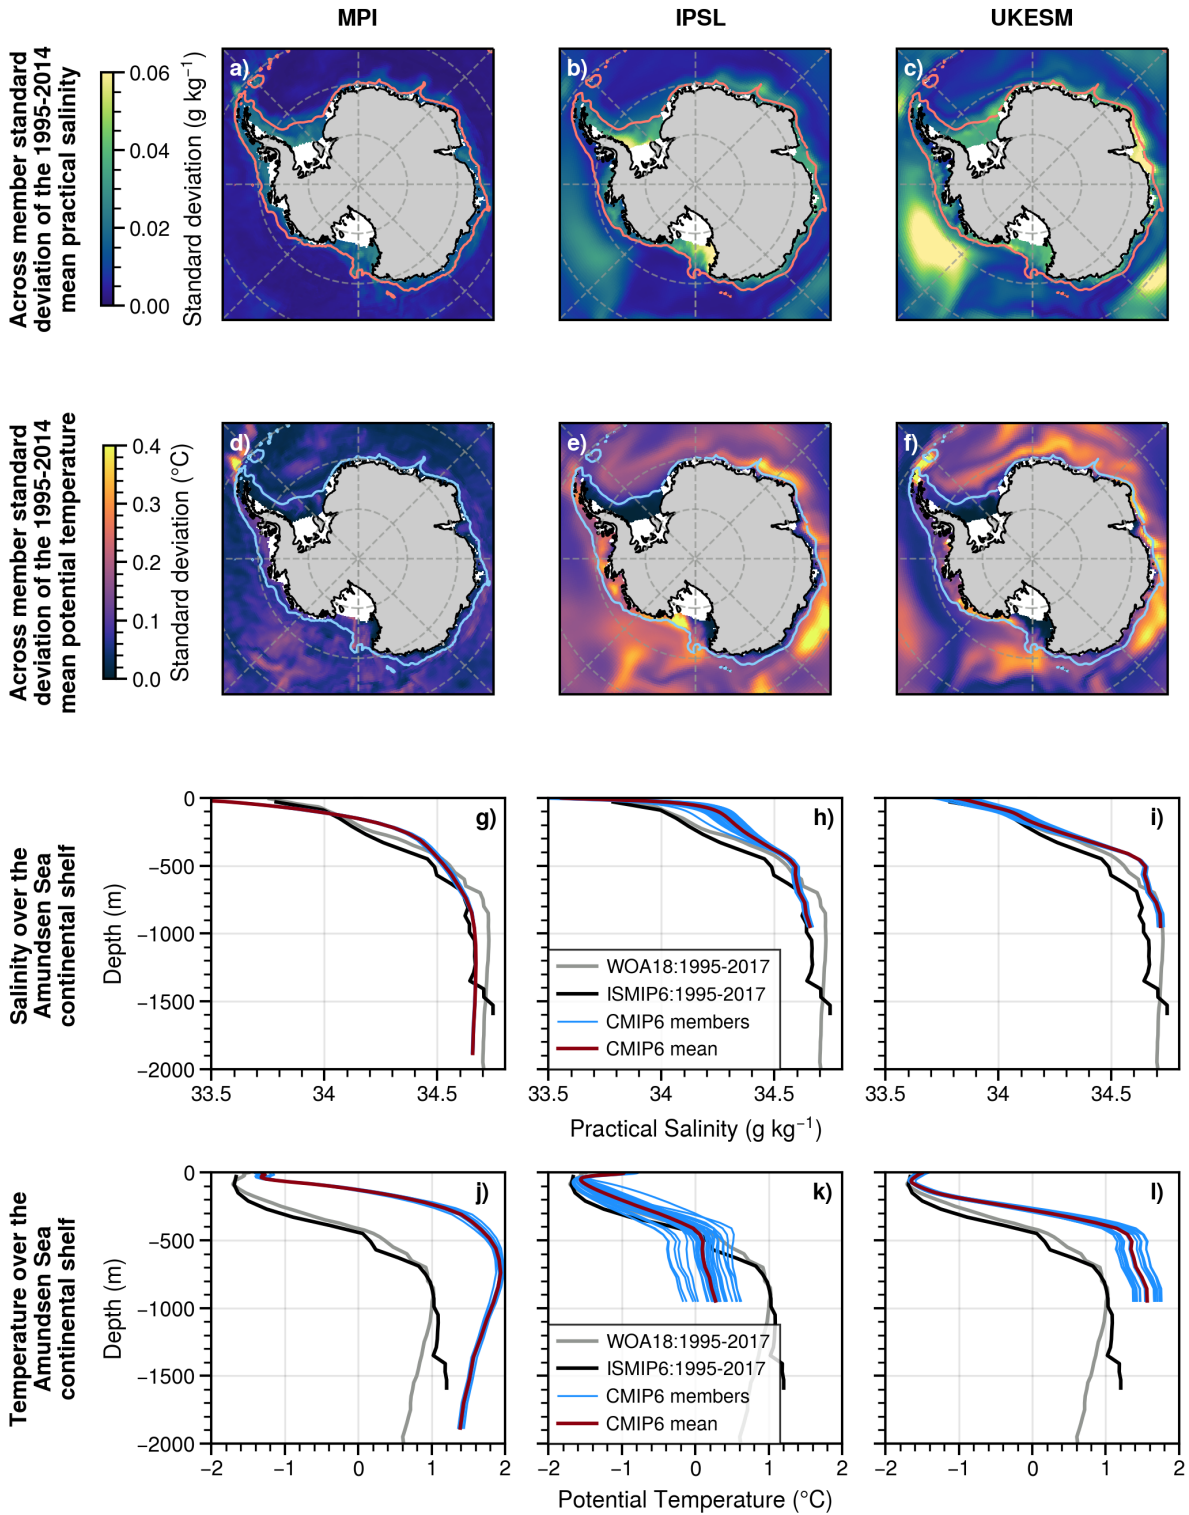 MPI
IPSL
UKESM
Across member standard
deviation of the 1995-2014
mean practical salinity
0.06
0.04
0.02
0.00
Standard deviation (g kg⁻¹)
a)
b)
c)
Across member standard
deviation of the 1995-2014
mean potential temperature
0.4
0.3
0.2
0.1
0.0
Standard deviation (°C)
d)
e)
f)
Salinity over the
Amundsen Sea
continental shelf
Depth (m)
0
−500
−1000
−1500
−2000
g)
h)
i)
WOA18:1995-2017
ISMIP6:1995-2017
CMIP6 members
CMIP6 mean
33.5
34
34.5
33.5
34
34.5
33.5
34
34.5
Practical Salinity (g kg⁻¹)
Temperature over the
Amundsen Sea
continental shelf
Depth (m)
0
−500
−1000
−1500
−2000
j)
k)
l)
WOA18:1995-2017
ISMIP6:1995-2017
CMIP6 members
CMIP6 mean
−2
−1
0
1
2
−2
−1
0
1
2
−2
−1
0
1
2
Potential Temperature (°C)